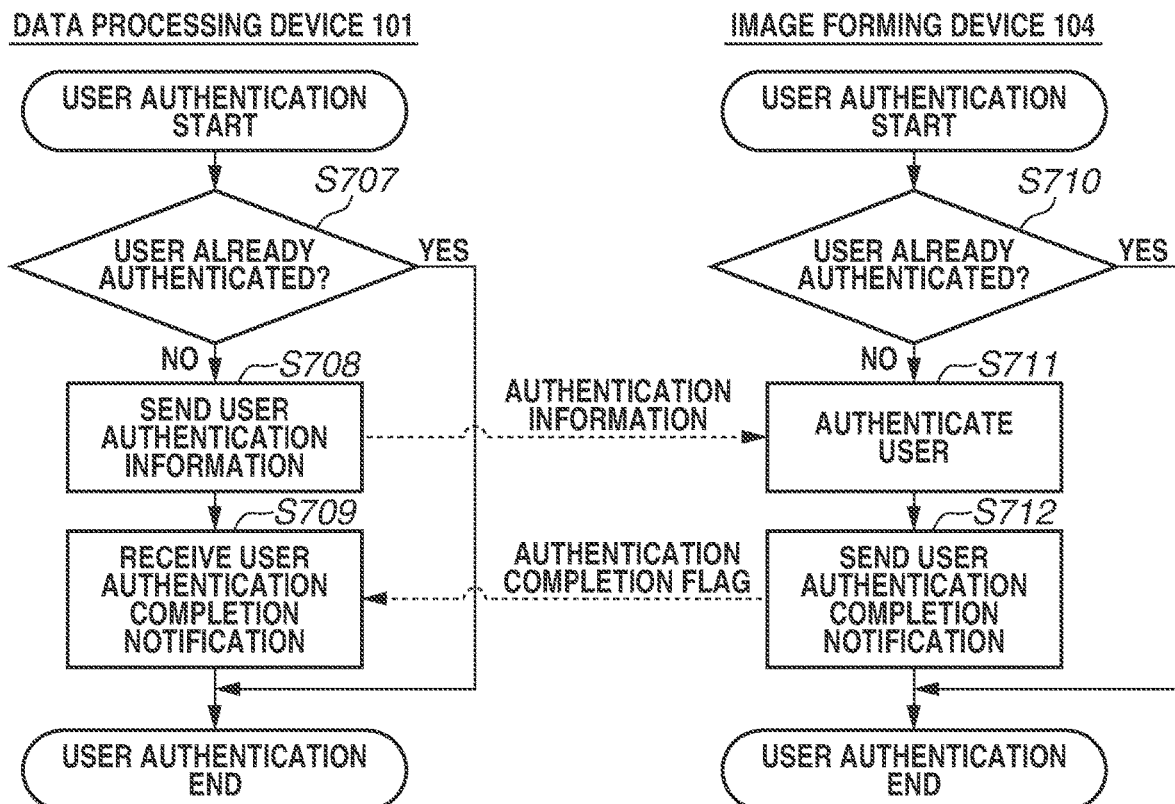 DATA PROCESSING DEVICE 101
USER AUTHENTICATION
START
S707
USER ALREADY
AUTHENTICATED?
YES
NO
S708
SEND USER
AUTHENTICATION
INFORMATION
S709
RECEIVE USER
AUTHENTICATION
COMPLETION
NOTIFICATION
USER AUTHENTICATION
END
AUTHENTICATION
INFORMATION
AUTHENTICATION
COMPLETION FLAG
IMAGE FORMING DEVICE 104
USER AUTHENTICATION
START
S710
USER ALREADY
AUTHENTICATED?
YES
NO
S711
AUTHENTICATE
USER
S712
SEND USER
AUTHENTICATION
COMPLETION
NOTIFICATION
USER AUTHENTICATION
END